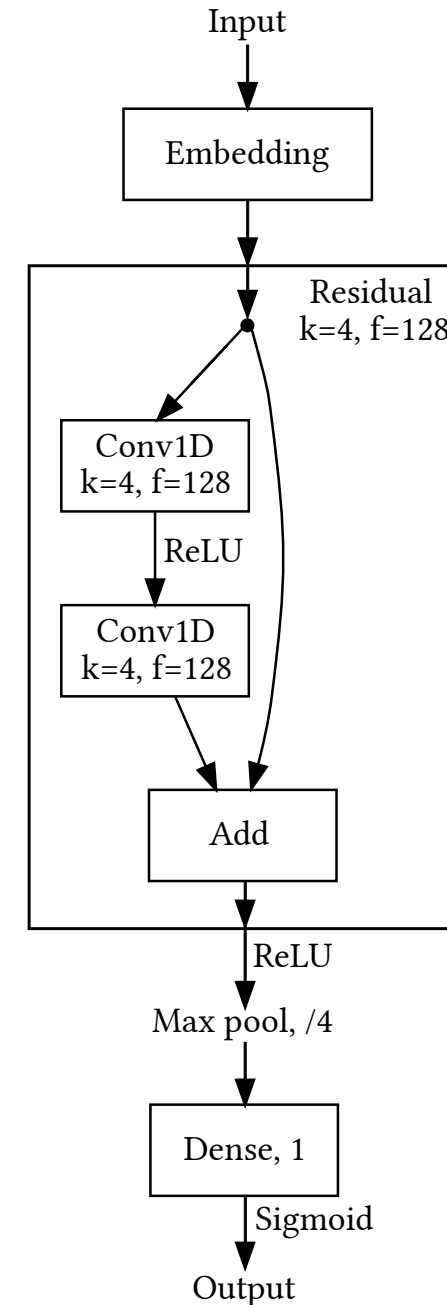 Input
Embedding
Residual
k=4, f=128
Conv1D
k=4, f=128
ReLU
Conv1D
k=4, f=128
Add
ReLU
Max pool, /4
Dense, 1
Sigmoid
Output